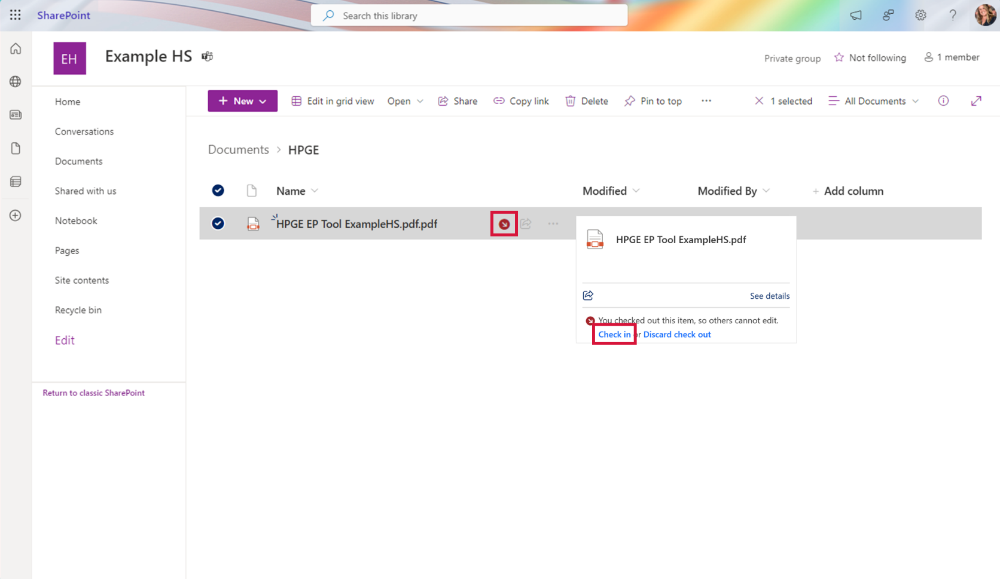 SharePoint
Search this library
?
EH
Example HS
Private group
Not following
1 member
Home
Conversations
Documents
Shared with us
Notebook
Pages
Site contents
Recycle bin
Edit
Return to classic SharePoint
+ New
Edit in grid view
Open
Share
Copy link
Delete
Pin to top
...
1 selected
All Documents
Documents > HPGE
Name
Modified
Modified By
+ Add column
HPGE EP Tool ExampleHS.pdf.pdf
HPGE EP Tool ExampleHS.pdf
See details
You checked out this item, so others cannot edit.
Check in or Discard check out